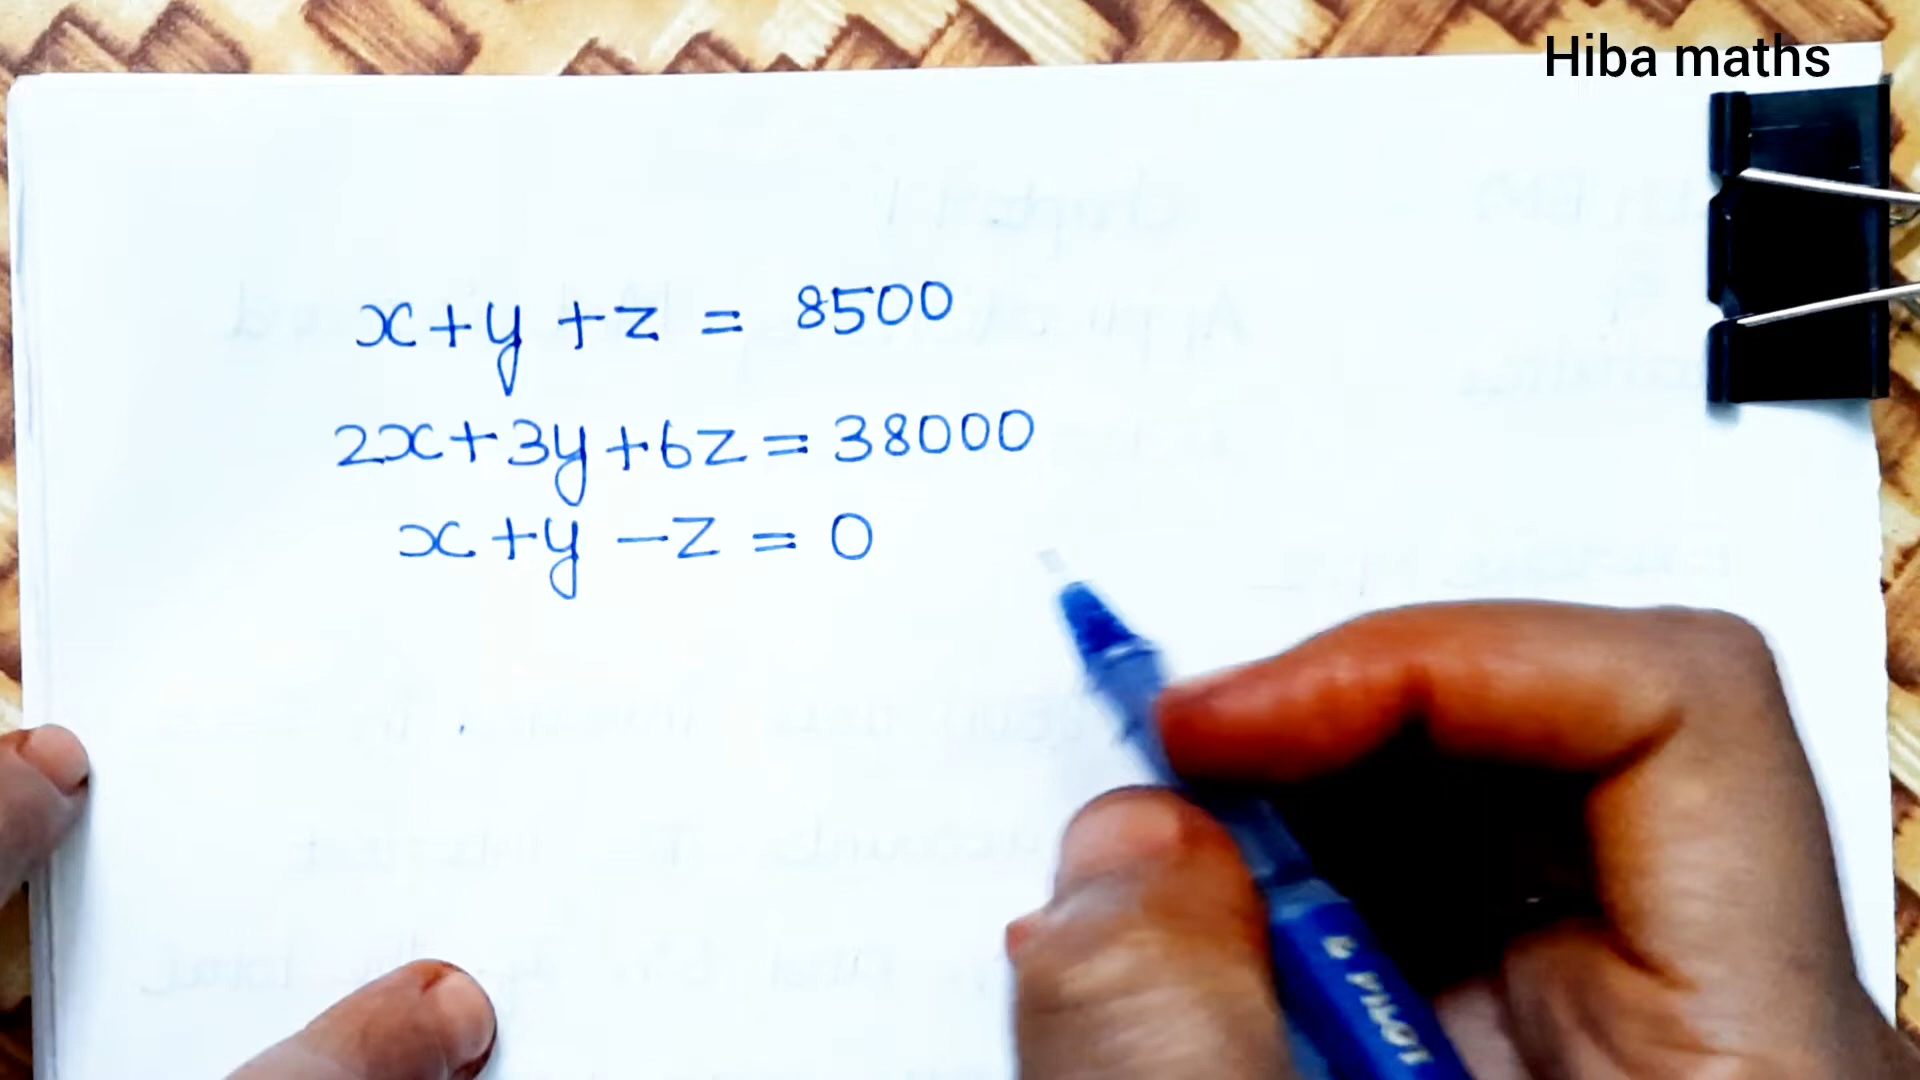 Hiba maths
x+y+z = 8500
2x+3y+6z = 38000
x+y-z = 0